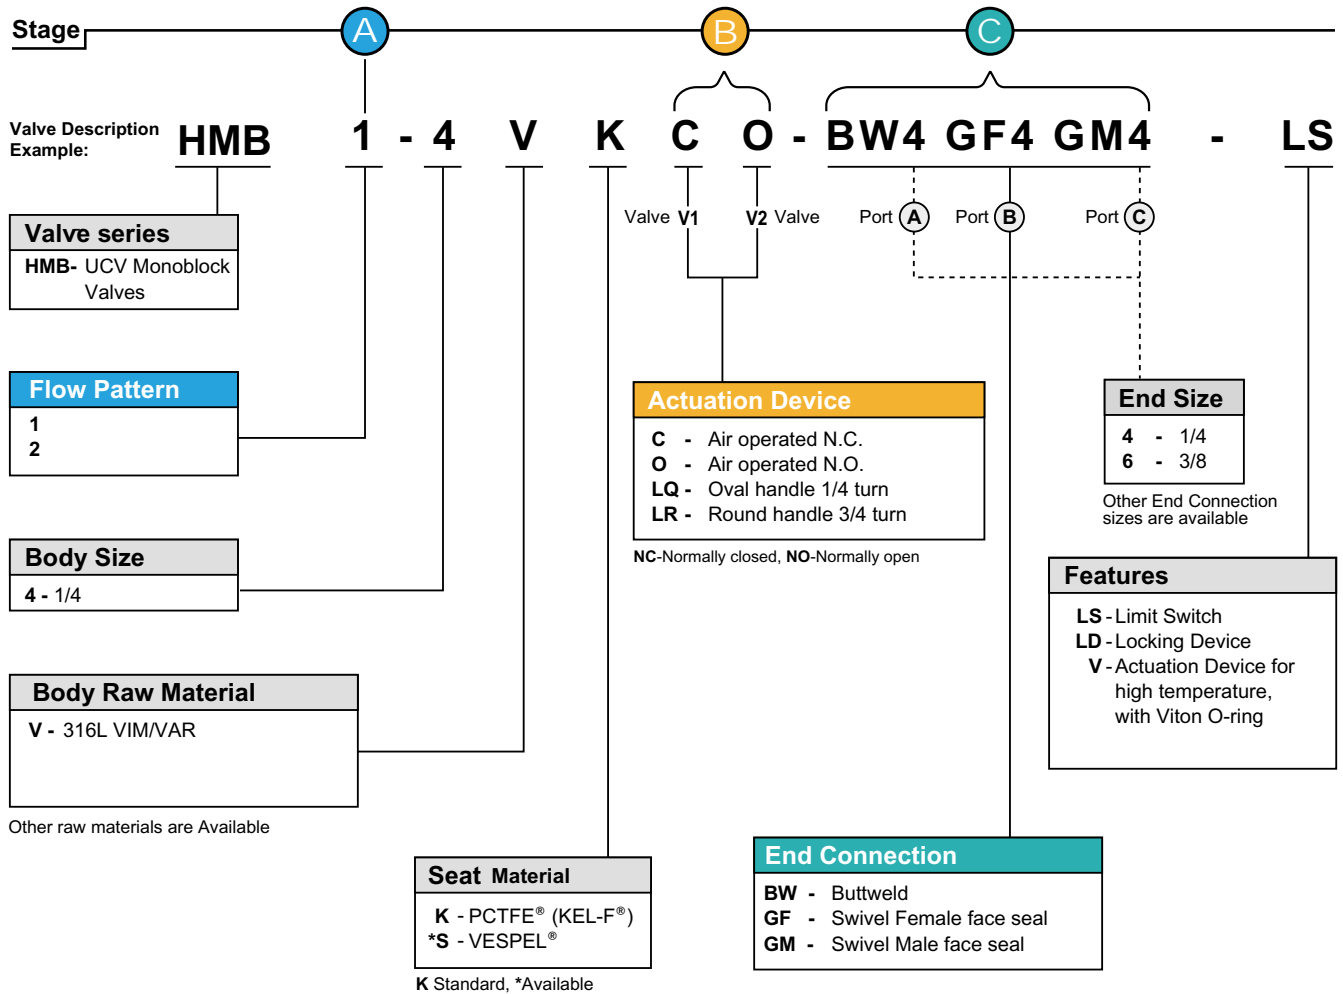 Stage
A
B
C
Valve Description
Example:
HMB 1 - 4 V K C O - BW4 GF4 GM4 - LS
Valve V1 V2 Valve Port A Port B Port C
Valve series
HMB- UCV Monoblock
Valves
Flow Pattern
1
2
Body Size
4 - 1/4
Body Raw Material
V - 316L VIM/VAR
Other raw materials are Available
Seat Material
K - PCTFE® (KEL-F®)
*S - VESPEL®
K Standard, *Available
Actuation Device
C - Air operated N.C.
O - Air operated N.O.
LQ - Oval handle 1/4 turn
LR - Round handle 3/4 turn
NC-Normally closed, NO-Normally open
End Connection
BW - Buttweld
GF - Swivel Female face seal
GM - Swivel Male face seal
End Size
4 - 1/4
6 - 3/8
Other End Connection
sizes are available
Features
LS - Limit Switch
LD - Locking Device
V - Actuation Device for
high temperature,
with Viton O-ring